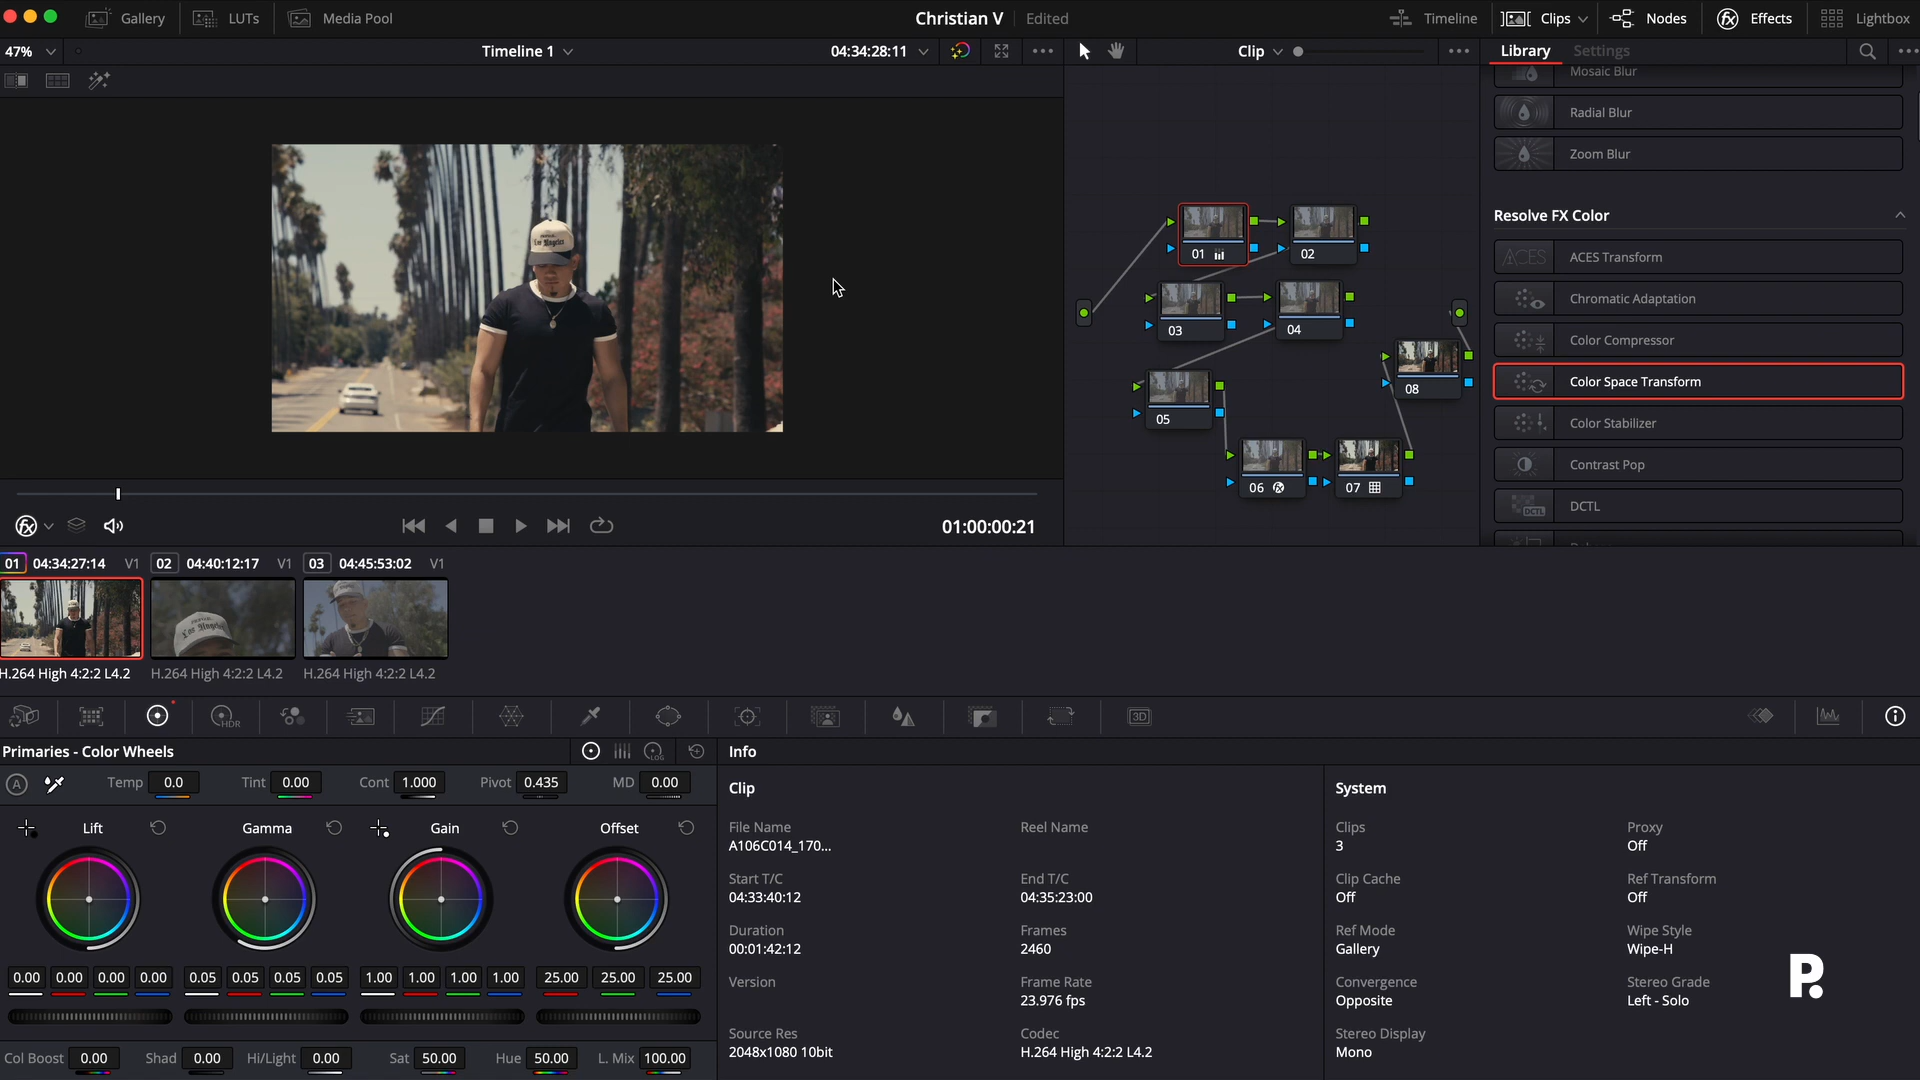 Gallery LUTs Media Pool Christian V Edited Timeline Clips Nodes Effects Lightbox
47% Timeline 1 04:34:28:11 Clip Library Settings
Mosaic Blur
Radial Blur
Zoom Blur
Resolve FX Color
ACES ACES Transform
Chromatic Adaptation
Color Compressor
Color Space Transform
Color Stabilizer
Contrast Pop
DCTL DCTL
01 02
03 04
05
06 07
08
Los Angeles
01:00:00:21
01 04:34:27:14 V1 02 04:40:12:17 V1 03 04:45:53:02 V1
Los Angeles
H.264 High 4:2:2 L4.2 H.264 High 4:2:2 L4.2 H.264 High 4:2:2 L4.2
HDR 3D
Primaries - Color Wheels LOG Info
A Temp 0.0 Tint 0.00 Cont 1.000 Pivot 0.435 MD 0.00
Lift Gamma Gain Offset
0.00 0.00 0.00 0.00 0.05 0.05 0.05 0.05 1.00 1.00 1.00 1.00 25.00 25.00 25.00
Col Boost 0.00 Shad 0.00 Hi/Light 0.00 Sat 50.00 Hue 50.00 L. Mix 100.00
Clip
File Name Reel Name
A106C014_170...
Start T/C End T/C
04:33:40:12 04:35:23:00
Duration Frames
00:01:42:12 2460
Version Frame Rate
23.976 fps
Source Res Codec
2048x1080 10bit H.264 High 4:2:2 L4.2
System
Clips Proxy
3 Off
Clip Cache Ref Transform
Off Off
Ref Mode Wipe Style
Gallery Wipe-H
Convergence Stereo Grade
Opposite Left - Solo
Stereo Display
Mono
P.